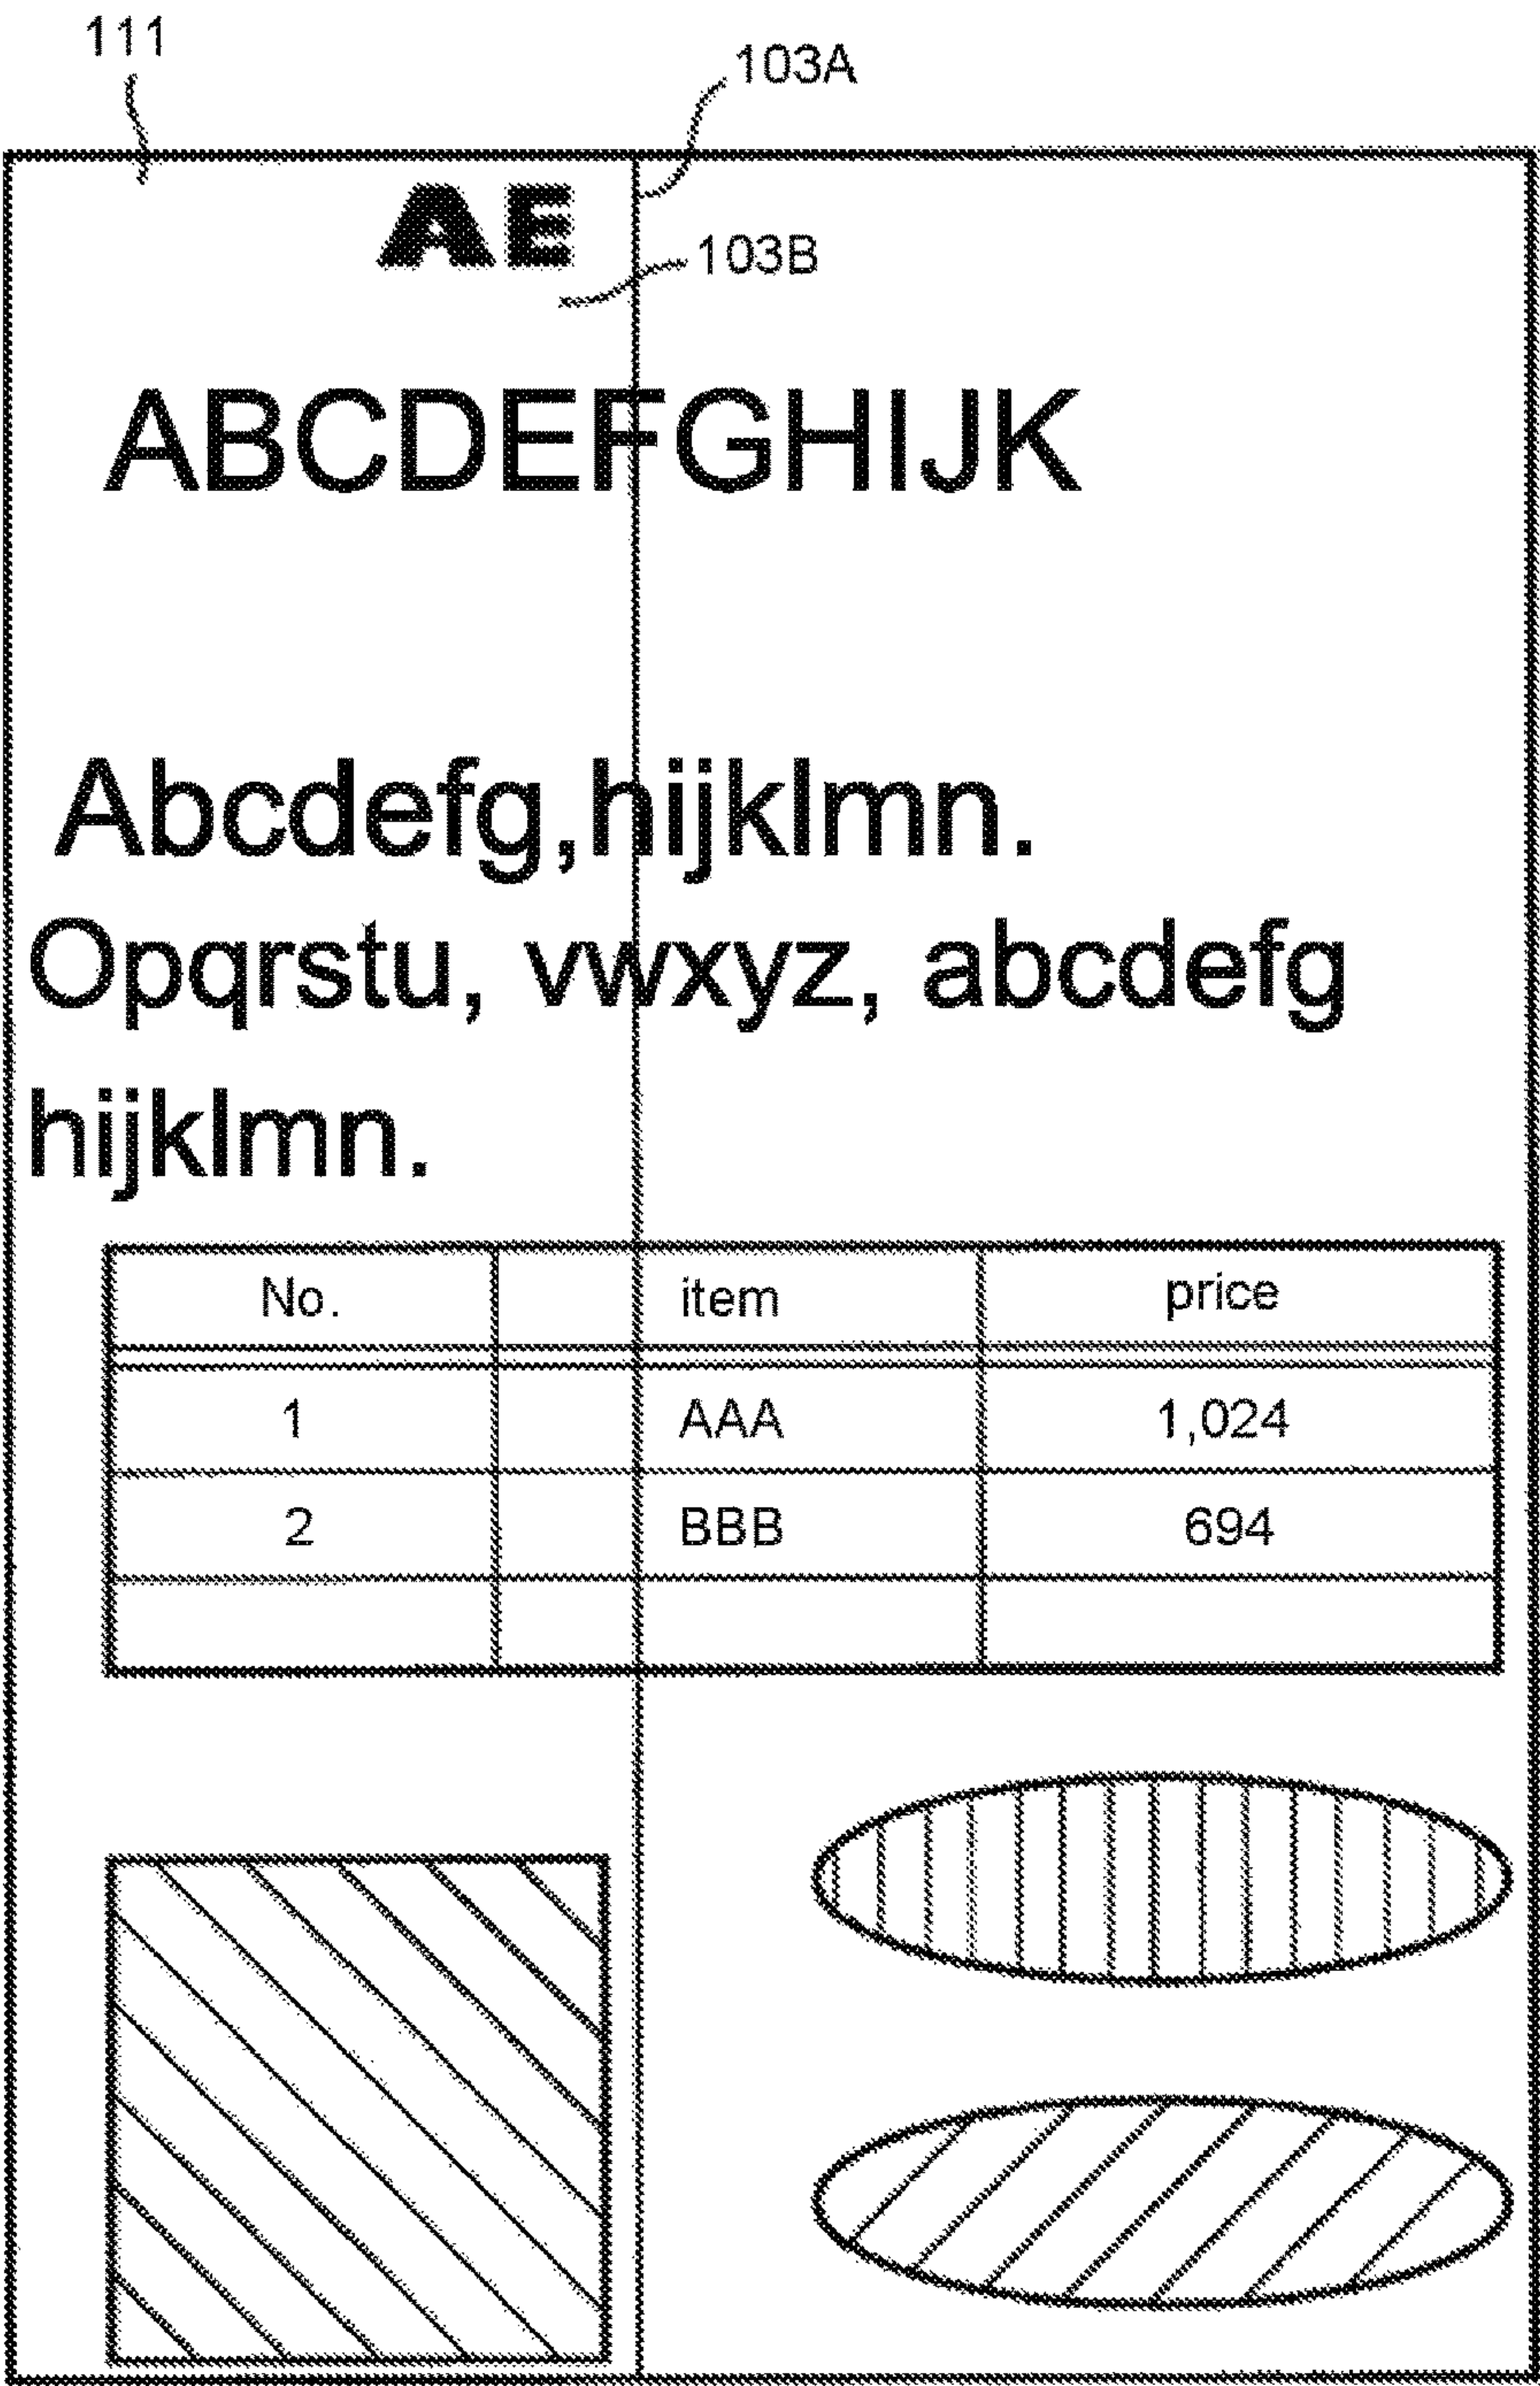 111
103A
AE
103B
ABCDEFGHIJK
Abcdefg,hijklmn.
Opqrstu, vwxyz, abcdefg
hijklmn.
No. item price
1 AAA 1,024
2 BBB 694